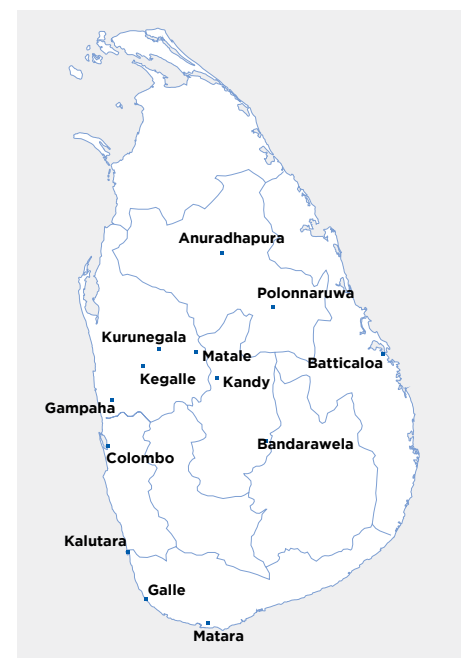 Anuradhapura
Polonnaruwa
Kurunegala
Matale
Batticaloa
Kegalle
Kandy
Gampaha
Bandarawela
Colombo
Kalutara
Galle
Matara